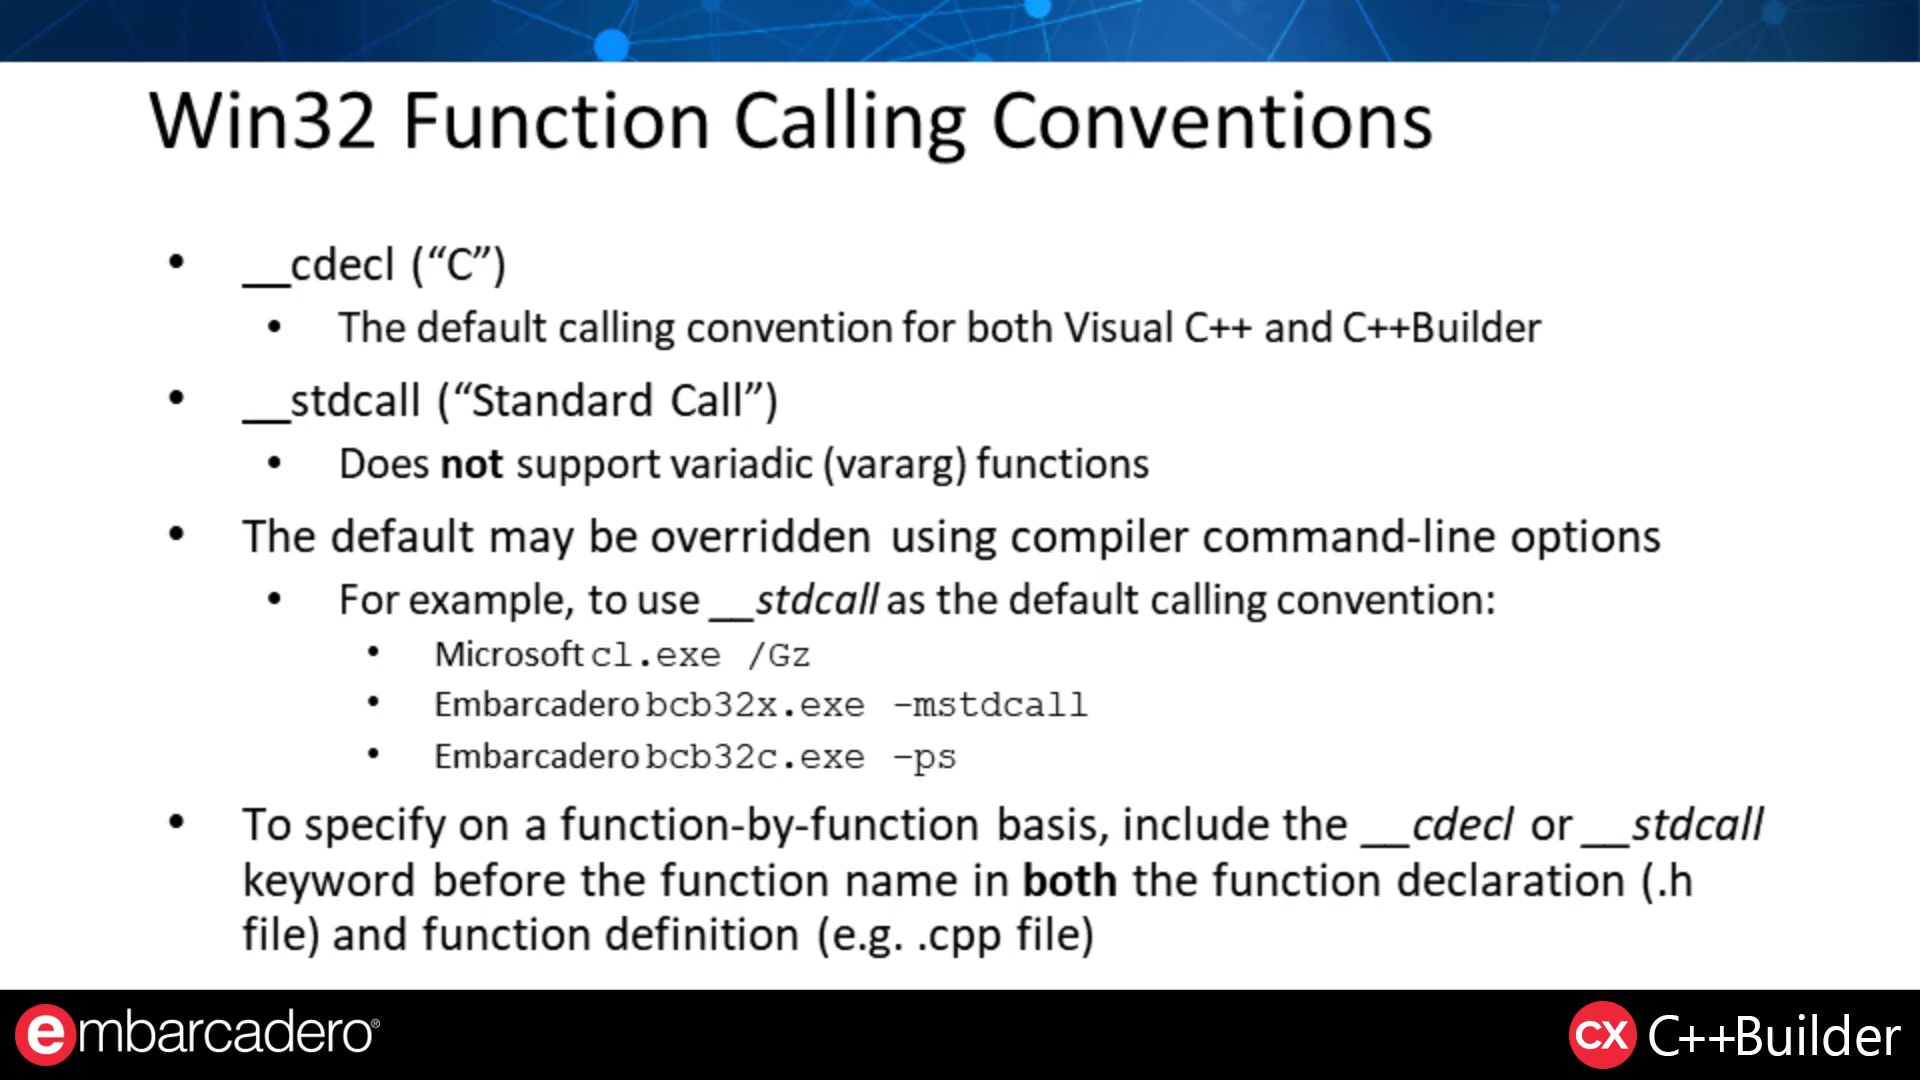 Win32 Function Calling Conventions
• __cdecl (“C”)
• The default calling convention for both Visual C++ and C++Builder
• __stdcall (“Standard Call”)
• Does not support variadic (vararg) functions
• The default may be overridden using compiler command-line options
• For example, to use __stdcall as the default calling convention:
• Microsoft cl.exe /Gz
• Embarcadero bcb32x.exe –mstdcall
• Embarcadero bcb32c.exe –ps
• To specify on a function-by-function basis, include the __cdecl or __stdcall
keyword before the function name in both the function declaration (.h
file) and function definition (e.g. .cpp file)
embarcadero®
CX C++Builder